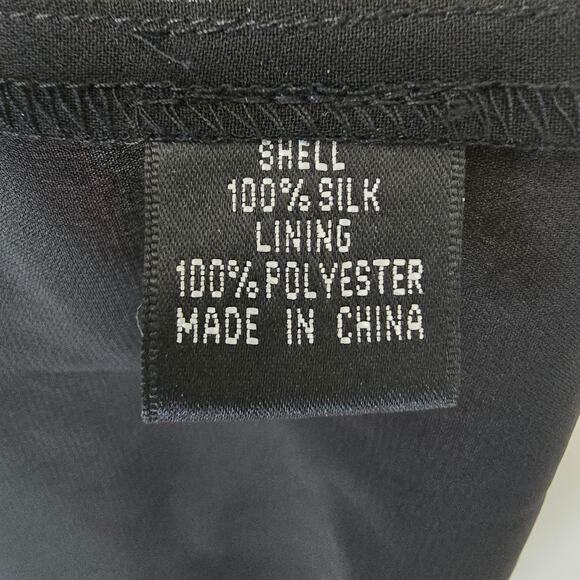 SHELL
100% SILK
LINING
100% POLYESTER
MADE IN CHINA